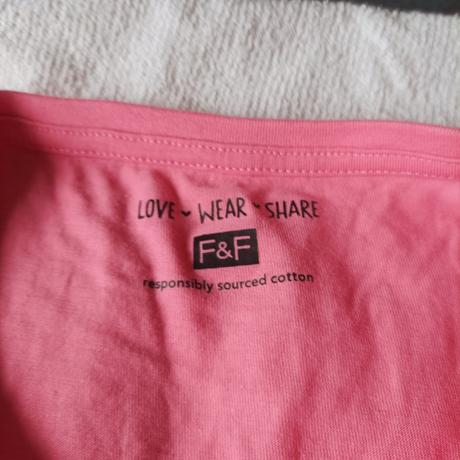 LOVE ~ WEAR ~ SHARE
F&F
responsibly sourced cotton